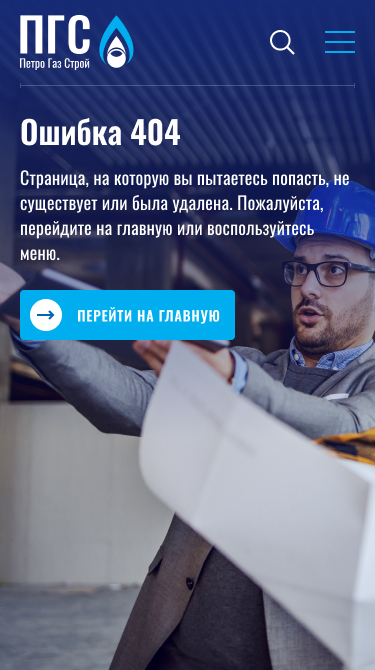 ПГС
Петро Газ Строй
Ошибка 404
Страница, на которую вы пытаетесь попасть, не
существует или была удалена. Пожалуйста,
перейдите на главную или воспользуйтесь
меню.
ПЕРЕЙТИ НА ГЛАВНУЮ